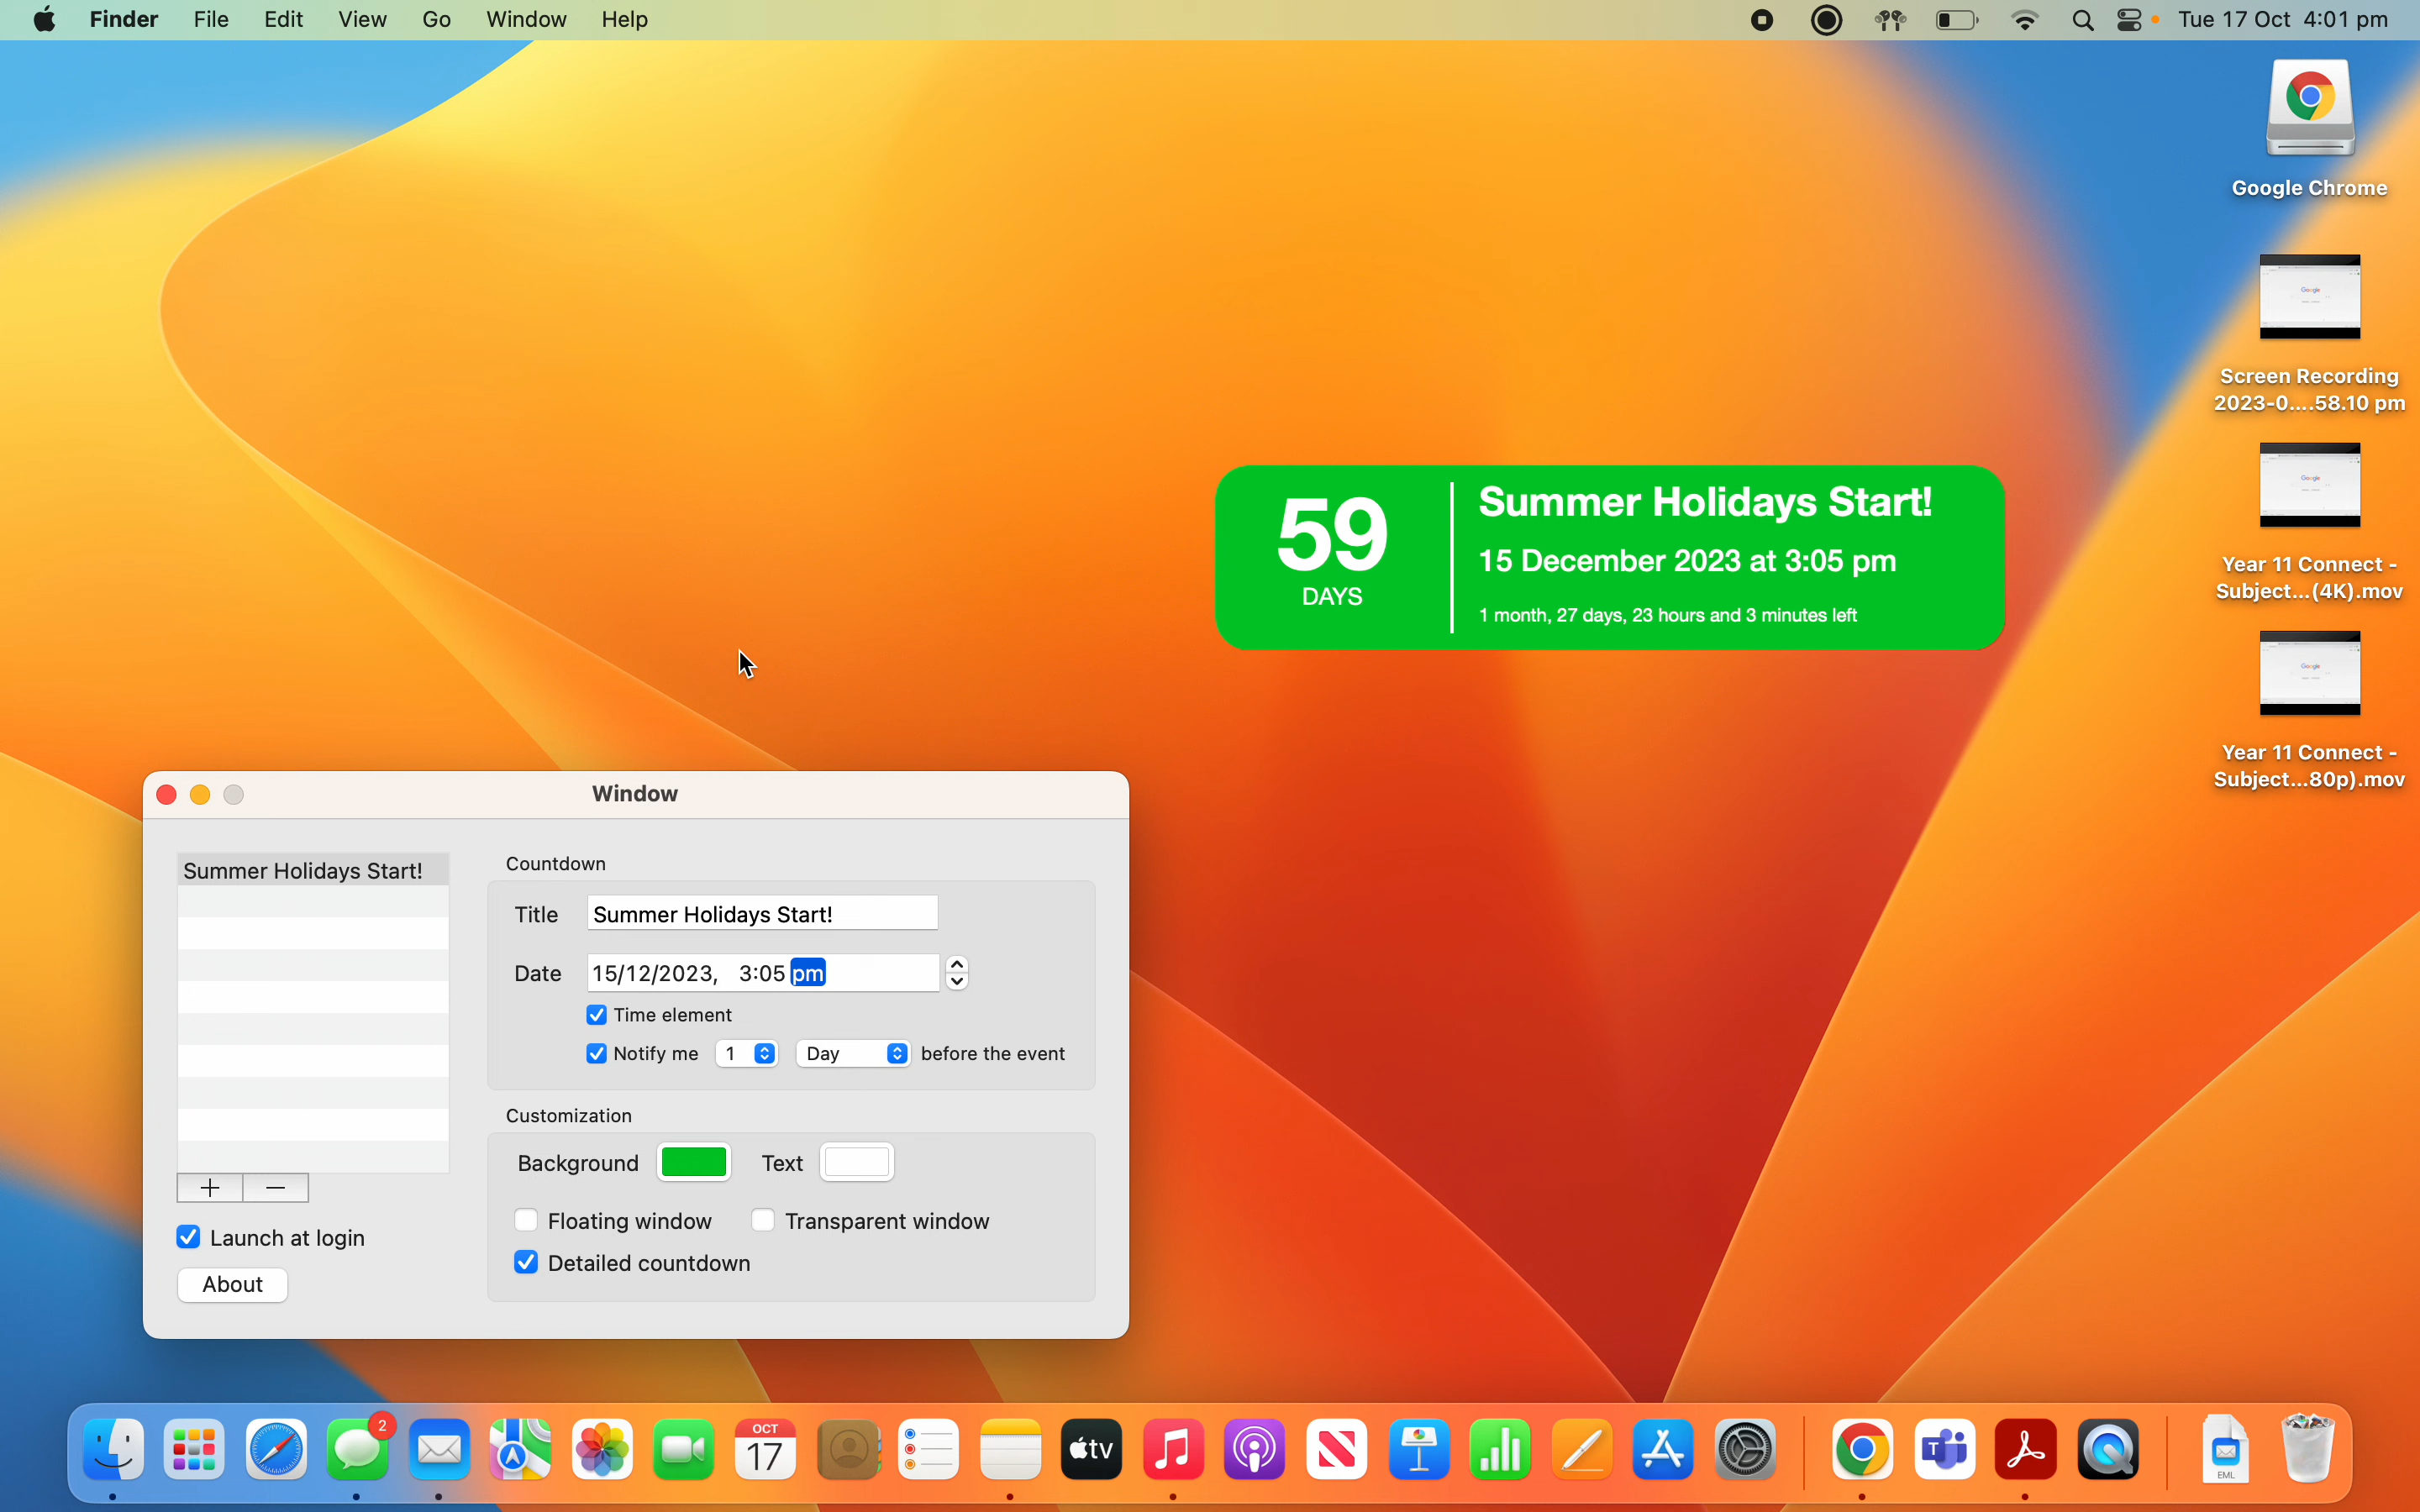 Finder File Edit View Go Window Help Tue 17 Oct 4:01 pm
Google Chrome
Screen Recording
2023-0....58.10 pm
Year 11 Connect -
Subject...(4K).mov
Year 11 Connect -
Subject...80p).mov
59
DAYS
Summer Holidays Start!
15 December 2023 at 3:05 pm
1 month, 27 days, 23 hours and 3 minutes left
Window
Summer Holidays Start!
Launch at login
About
Countdown
Title Summer Holidays Start!
Date 15/12/2023, 3:05 pm
Time element
Notify me 1 Day before the event
Customization
Background Text
Floating window Transparent window
Detailed countdown
2
OCT
17
tv
T
EML